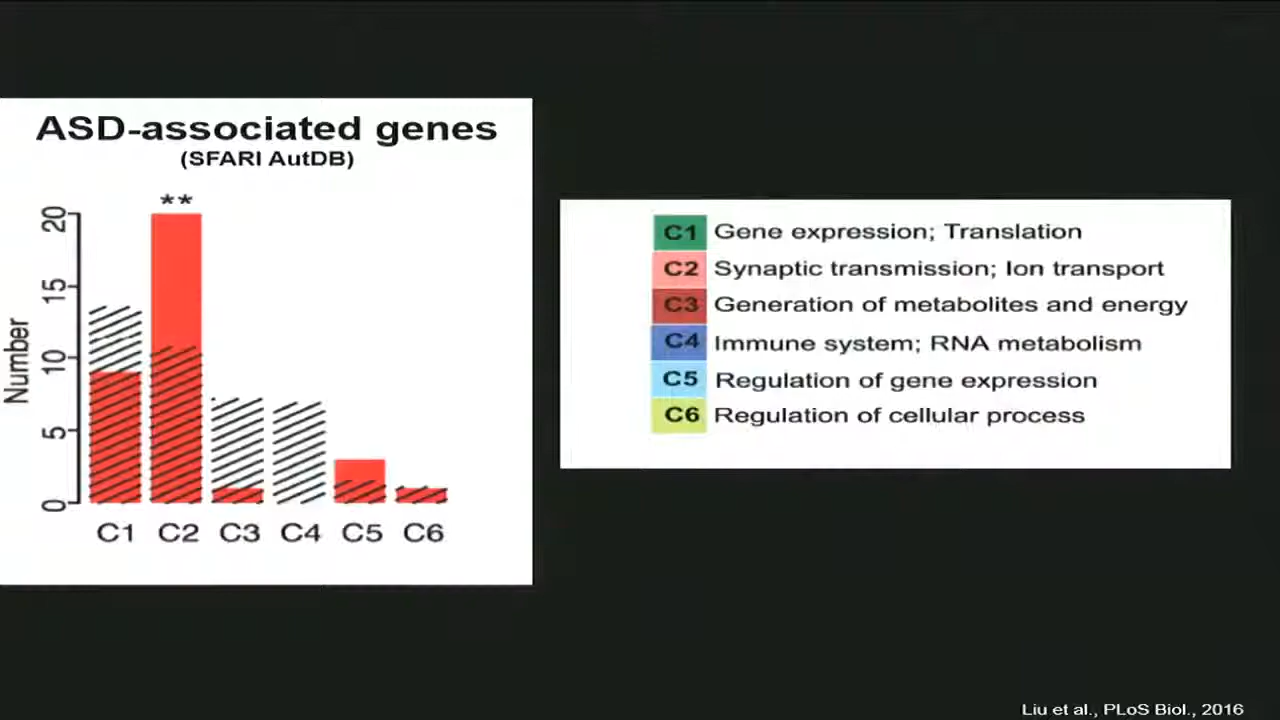 ASD-associated genes
(SFARI AutDB)
**
20
15
10
5
0
Number
C1 C2 C3 C4 C5 C6
C1 Gene expression; Translation
C2 Synaptic transmission; Ion transport
C3 Generation of metabolites and energy
C4 Immune system; RNA metabolism
C5 Regulation of gene expression
C6 Regulation of cellular process
Liu et al., PLoS Biol., 2016